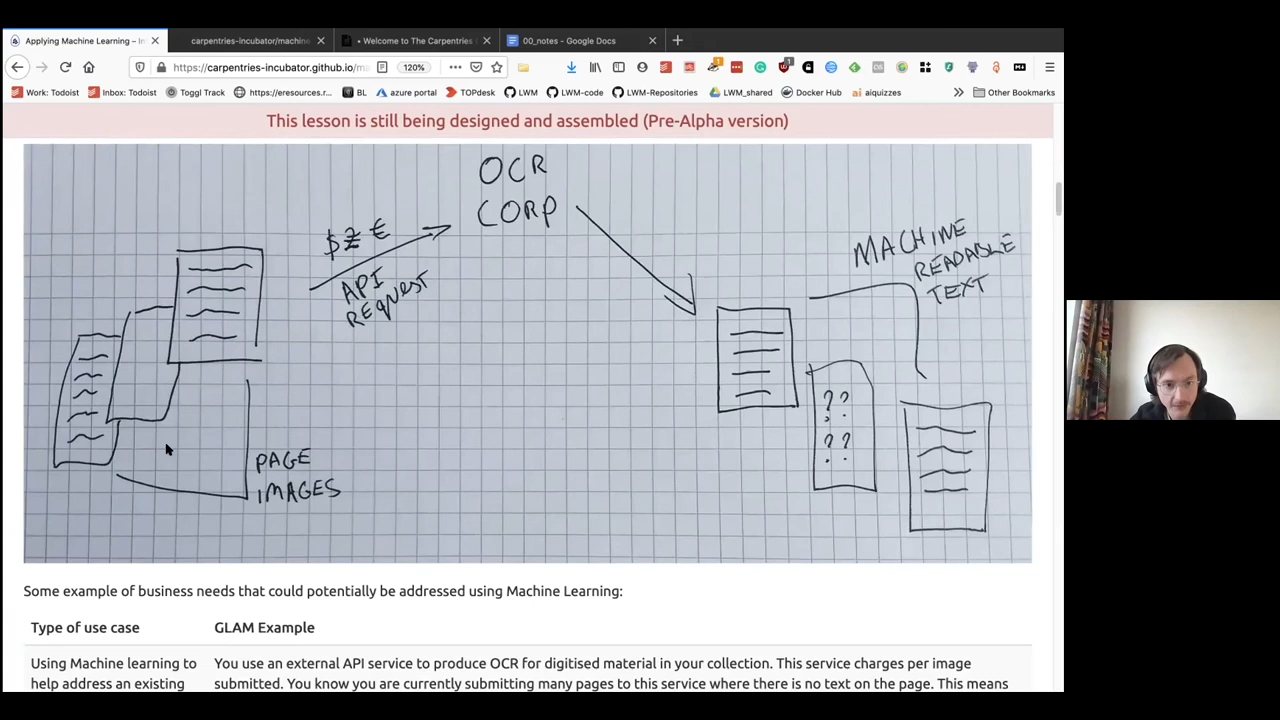 Applying Machine Learning – In
carpentries-incubator/machine
• Welcome to The Carpentries
00_notes - Google Docs
https://carpentries-incubator.github.io/m
120%
Work: Todoist
Inbox: Todoist
Toggl Track
https://eresources.r...
BL
azure portal
TOPdesk
LWM
LWM-code
LWM-Repositories
LWM_shared
Docker Hub
ai aiquizzes
Other Bookmarks
This lesson is still being designed and assembled (Pre-Alpha version)
OCR
CORP
API
REQUEST
MACHINE
READABLE
TEXT
? ?
? ?
PAGE
IMAGES
Some example of business needs that could potentially be addressed using Machine Learning:
Type of use case
GLAM Example
Using Machine learning to
help address an existing
You use an external API service to produce OCR for digitised material in your collection. This service charges per image
submitted. You know you are currently submitting many pages to this service where there is no text on the page. This means